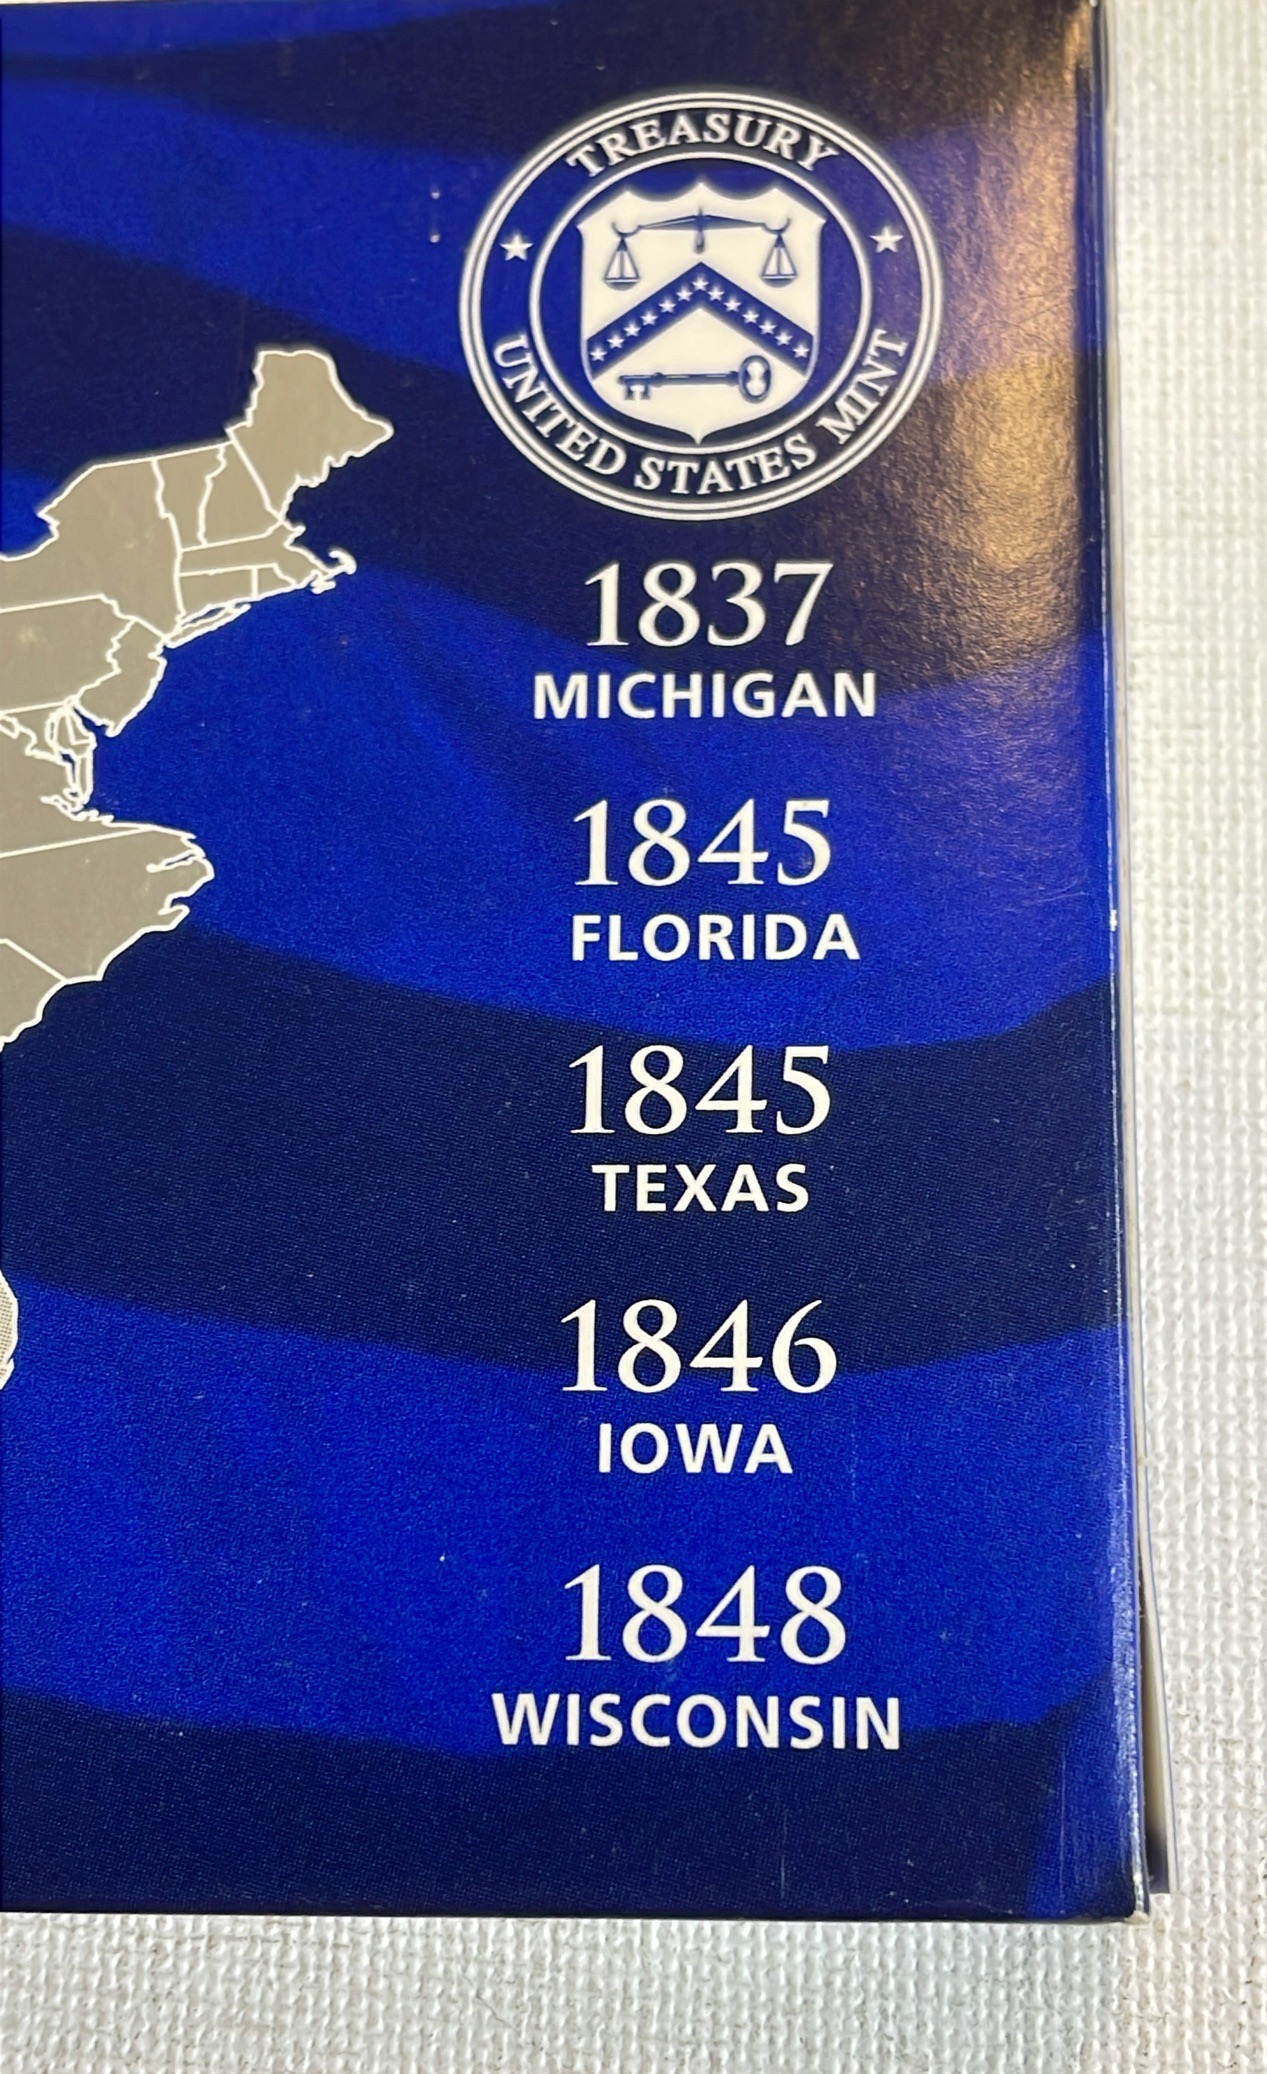 TREASURY
UNITED STATES MINT
1837
MICHIGAN
1845
FLORIDA
1845
TEXAS
1846
IOWA
1848
WISCONSIN